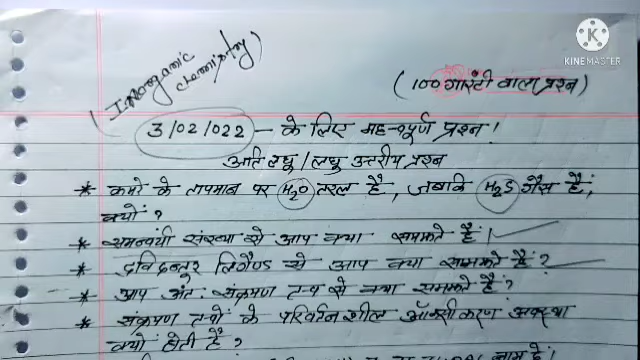 (Inorganic
chemistry)
KINEMASTER
(100 गारंटी वाला प्रश्न)
3/02/022 - के लिए महत्वपूर्ण प्रश्न!
अति लघु/लघु उत्तरीय प्रश्न
* कमरे के तापमान पर H2O तरल है, जबकि H2S गैस है,
क्यों?
* समन्वयी संख्या से आप क्या समझते हैं।
* द्विदन्तुर लिगैण्ड से आप क्या समझते हैं?
* आप अंतः संक्रमण तत्व से क्या समझते हैं?
* संक्रमण तत्वों के परिवर्तनशील ऑक्सीकरण अवस्था
क्यों होती है?